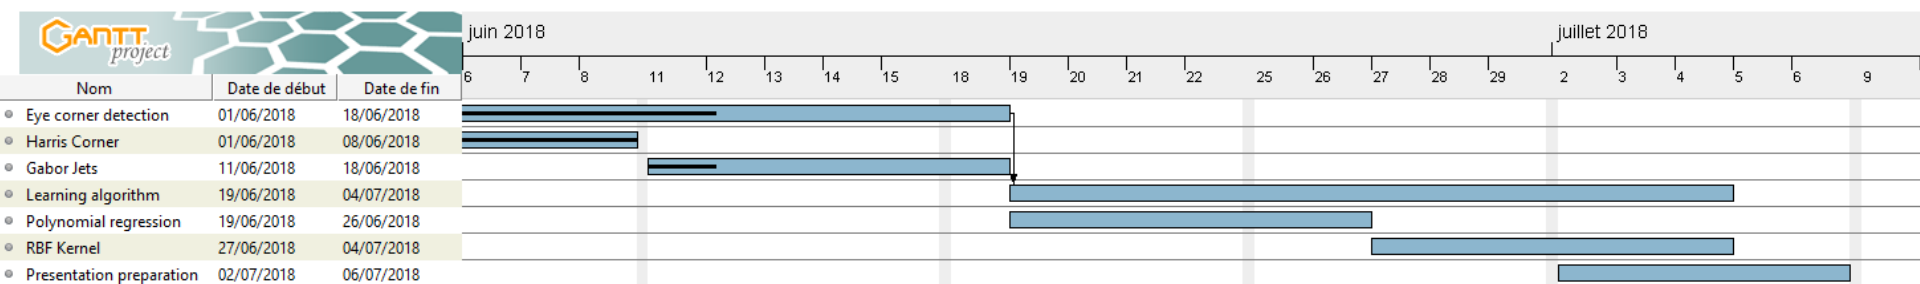 GANTT project
juin 2018
juillet 2018
6 7 8 11 12 13 14 15 18 19 20 21 22 25 26 27 28 29 2 3 4 5 6 9
Nom Date de début Date de fin
Eye corner detection 01/06/2018 18/06/2018
Harris Corner 01/06/2018 08/06/2018
Gabor Jets 11/06/2018 18/06/2018
Learning algorithm 19/06/2018 04/07/2018
Polynomial regression 19/06/2018 26/06/2018
RBF Kernel 27/06/2018 04/07/2018
Presentation preparation 02/07/2018 06/07/2018